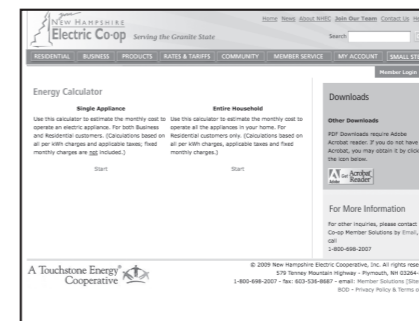 New Hampshire
Electric Co·op Serving the Granite State
Home News About NHEC Join Our Team Contact Us
Search
RESIDENTIAL BUSINESS PRODUCTS RATES & TARIFFS COMMUNITY MEMBER SERVICE MY ACCOUNT SMALL STE
Member Login
Energy Calculator
Single Appliance
Use this calculator to estimate the monthly cost to
operate an electric appliance. For both Business
and Residential customers. (Calculations based on
all per kWh charges and applicable taxes; fixed
monthly charges are not included.)
Start
Entire Household
Use this calculator to estimate the monthly cost to
operate all the appliances in your home. For
Residential customers only. (Calculations based on
all per kWh charges, applicable taxes and fixed
monthly charges.)
Start
Downloads
Other Downloads
PDF Downloads require Adobe
Acrobat reader. If you do not have
Acrobat, you may obtain it by click
the icon below.
Get Acrobat
Reader
Adobe
For More Information
For other inquiries, please contact
Co-op Member Solutions by Email,
call
1-800-698-2007
A Touchstone Energy
Cooperative
© 2009 New Hampshire Electric Cooperative, Inc. All rights rese
579 Tenney Mountain Highway - Plymouth, NH 03264-
1-800-698-2007 - fax: 603-536-8687 - email: Member Solutions [Site
BOD - Privacy Policy & Terms o